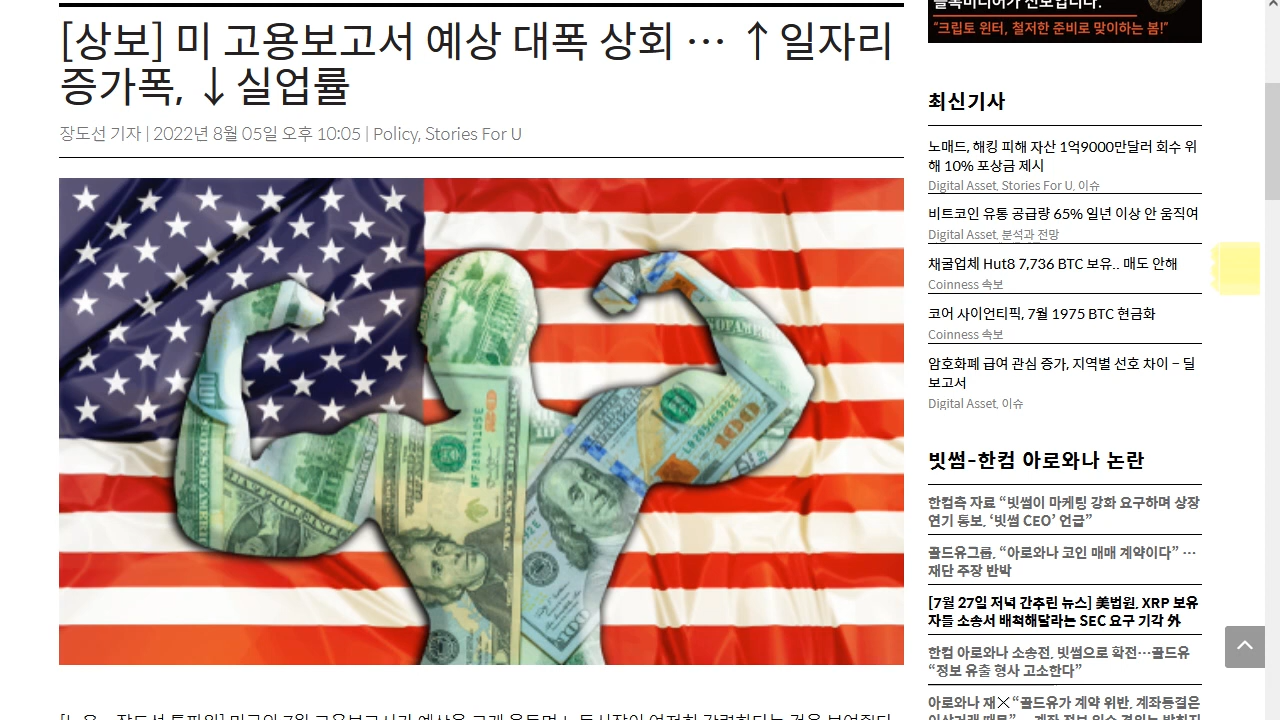 [상보] 미 고용보고서 예상 대폭 상회 … ↑일자리
증가폭, ↓실업률
장도선 기자 | 2022년 8월 05일 오후 10:05 | Policy, Stories For U
"크립토 윈터, 철저한 준비로 맞이하는 봄!"
최신기사
노매드, 해킹 피해 자산 1억9000만달러 회수 위
해 10% 포상금 제시
Digital Asset, Stories For U, 이슈
비트코인 유통 공급량 65% 일년 이상 안 움직여
Digital Asset, 분석과 전망
채굴업체 Hut8 7,736 BTC 보유.. 매도 안해
Coinness 속보
코어 사이언티픽, 7월 1975 BTC 현금화
Coinness 속보
암호화폐 급여 관심 증가, 지역별 선호 차이 – 딜
보고서
Digital Asset, 이슈
빗썸-한컴 아로와나 논란
한컴측 자료 “빗썸이 마케팅 강화 요구하며 상장
연기 통보, ‘빗썸 CEO’ 언급”
골드유그룹, “아로와나 코인 매매 계약이다” …
재단 주장 반박
[7월 27일 저녁 간추린 뉴스] 美법원, XRP 보유
자들 소송서 배척해달라는 SEC 요구 기각 外
한컴 아로와나 소송전, 빗썸으로 확전…골드유
“정보 유출 형사 고소한다”
아로와나 재╳“골드유가 계약 위반, 계좌동결은